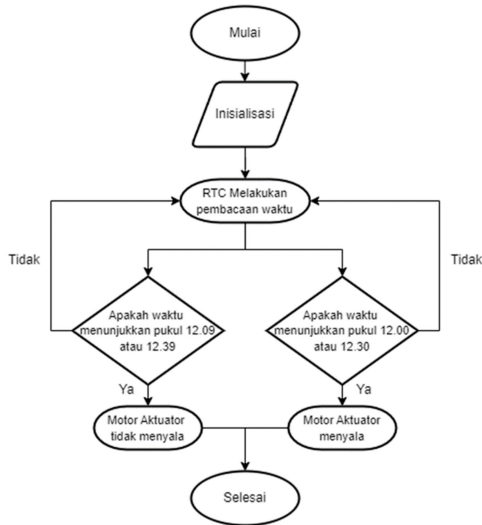 Mulai
Inisialisasi
RTC Melakukan
pembacaan waktu
Tidak
Tidak
Apakah waktu
menunjukkan pukul 12.09
atau 12.39
Apakah waktu
menunjukkan pukul 12.00
atau 12.30
Ya
Ya
Motor Aktuator
tidak menyala
Motor Aktuator
menyala
Selesai